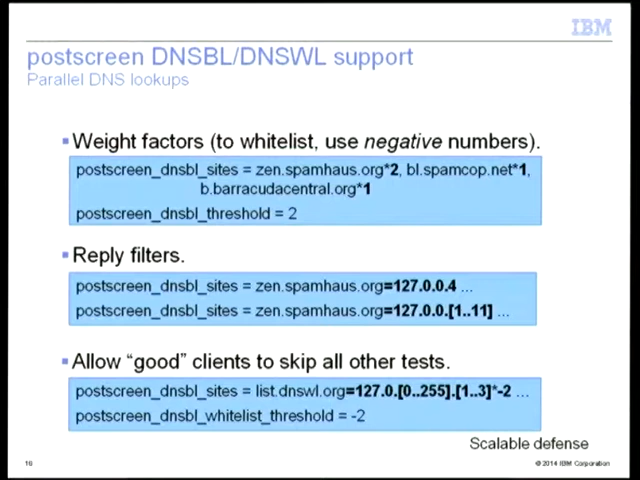 IBM
postscreen DNSBL/DNSWL support
Parallel DNS lookups
▪ Weight factors (to whitelist, use negative numbers).
postscreen_dnsbl_sites = zen.spamhaus.org*2, bl.spamcop.net*1,
b.barracudacentral.org*1
postscreen_dnsbl_threshold = 2
▪ Reply filters.
postscreen_dnsbl_sites = zen.spamhaus.org=127.0.0.4 ...
postscreen_dnsbl_sites = zen.spamhaus.org=127.0.0.[1..11] ...
▪ Allow “good” clients to skip all other tests.
postscreen_dnsbl_sites = list.dnswl.org=127.0.[0..255].[1..3]*-2 ...
postscreen_dnsbl_whitelist_threshold = -2
Scalable defense
16
© 2014 IBM Corporation